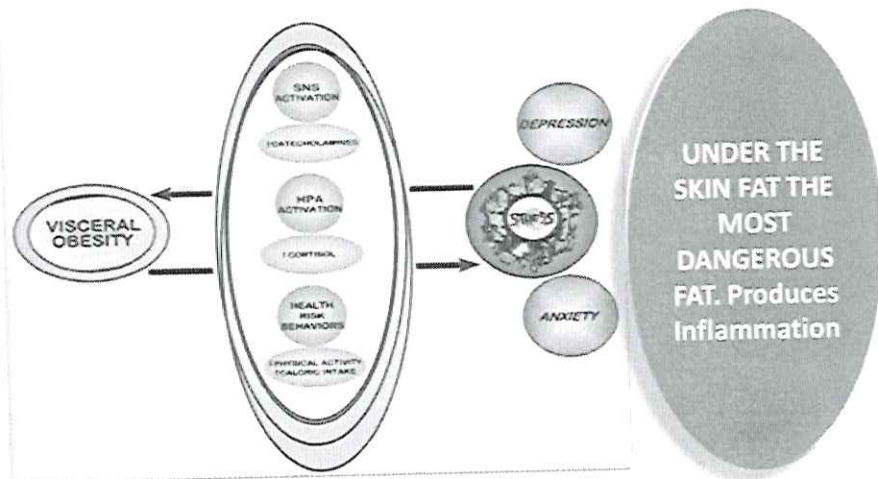 VISCERAL
OBESITY
SNS
ACTIVATION
↑CATECHOLAMINES
HPA
ACTIVATION
↑CORTISOL
HEALTH
RISK
BEHAVIORS
PHYSICAL ACTIVITY
CALORIC INTAKE
DEPRESSION
STRESS
ANXIETY
UNDER THE
SKIN FAT THE
MOST
DANGEROUS
FAT. Produces
Inflammation